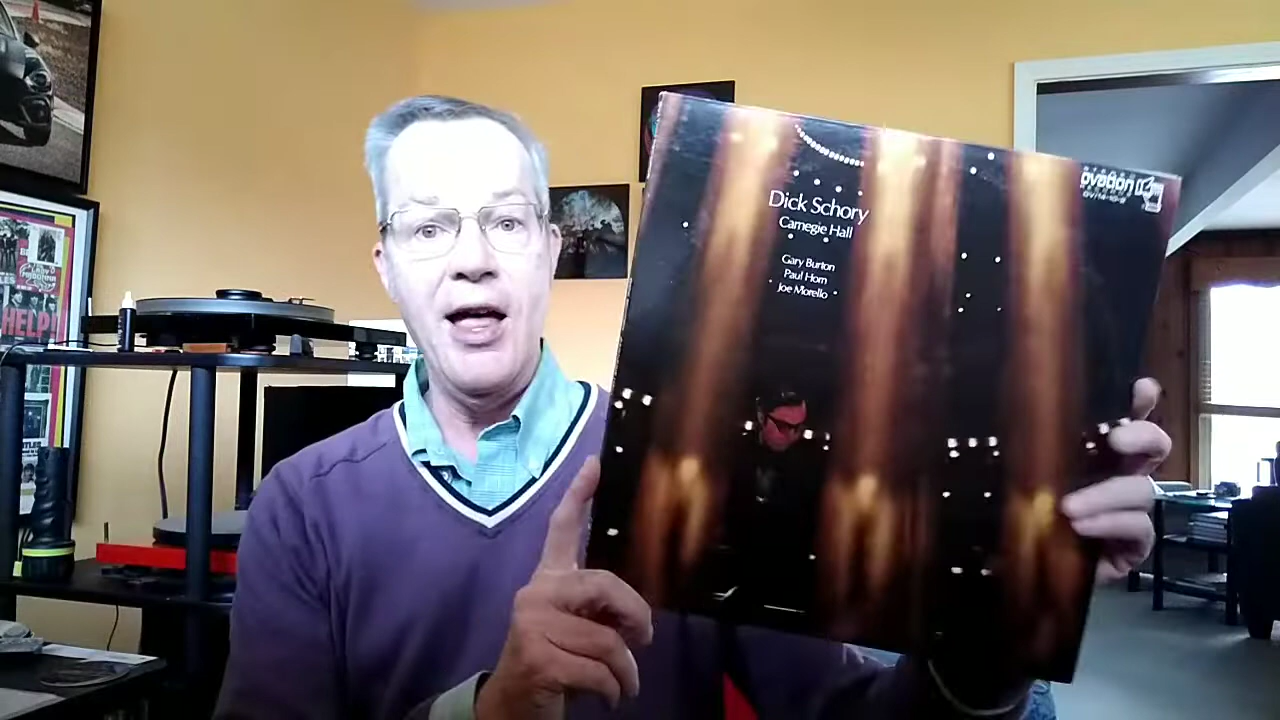 Dick Schory
Carnegie Hall
Gary Burton
Paul Horn
Joe Morello
ovation
HELP!